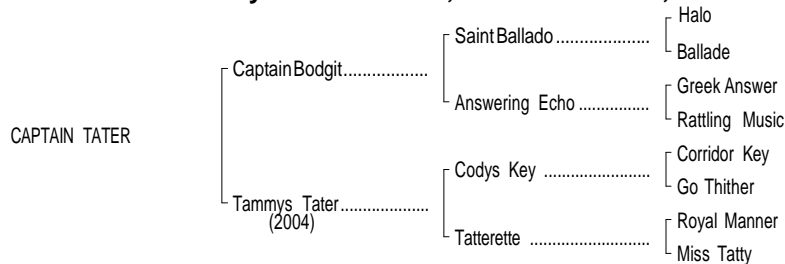 Halo
Saint Ballado ....................
Ballade
Captain Bodgit..................
Greek Answer
Answering Echo ...............
Rattling Music
CAPTAIN TATER
Corridor Key
Codys Key .......................
Go Thither
Tammys Tater...................
(2004)
Royal Manner
Tatterette ..........................
Miss Tatty